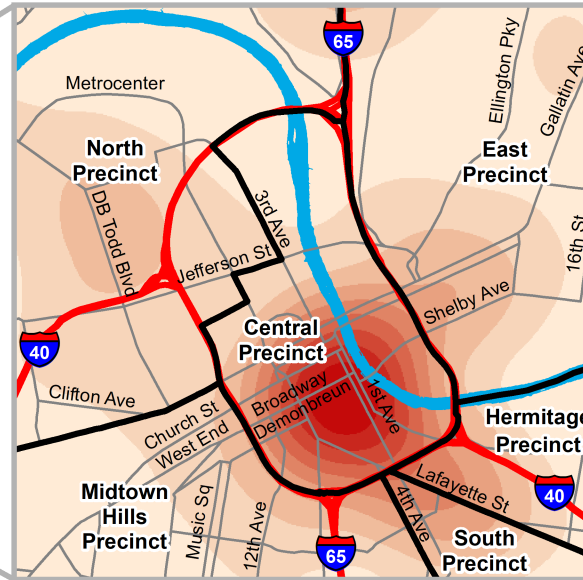 65
Metrocenter
Ellington Pky
Gallatin Ave
North
Precinct
East
Precinct
DB Todd Blvd
3rd Ave
16th St
Jefferson St
Shelby Ave
Central
Precinct
40
Clifton Ave
Broadway
Demonbreun
1st Ave
Church St
West End
Hermitage
Precinct
Midtown
Hills
Precinct
Music Sq
12th Ave
4th Ave
Lafayette St
40
65
South
Precinct